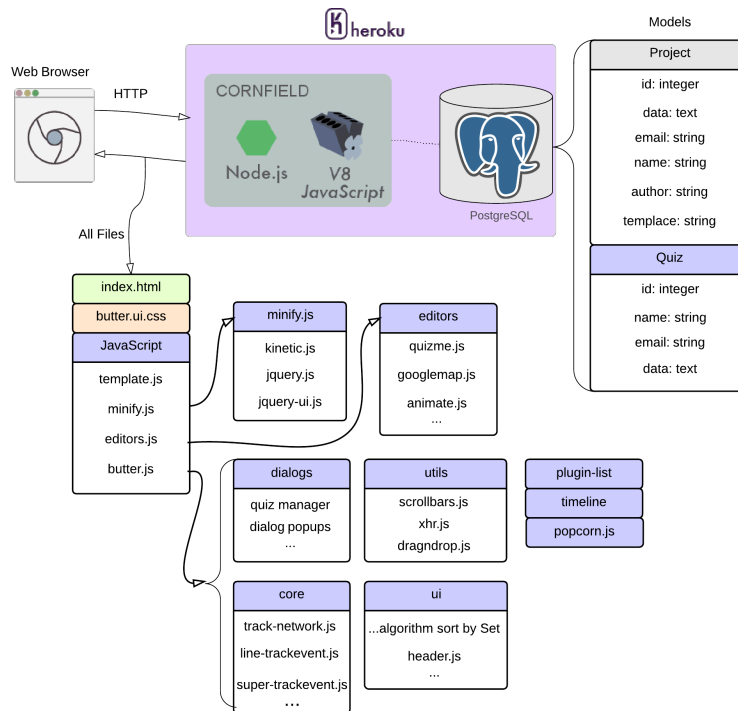 heroku
Models
Web Browser
HTTP
CORNFIELD
Node.js
V8
JavaScript
PostgreSQL
Project
id: integer
data: text
email: string
name: string
author: string
templace: string
Quiz
id: integer
name: string
email: string
data: text
All Files
index.html
butter.ui.css
JavaScript
template.js
minify.js
editors.js
butter.js
minify.js
kinetic.js
jquery.js
jquery-ui.js
editors
quizme.js
googlemap.js
animate.js
...
dialogs
quiz manager
dialog popups
...
utils
scrollbars.js
xhr.js
dragndrop.js
plugin-list
timeline
popcorn.js
core
track-network.js
line-trackevent.js
super-trackevent.js
...
ui
...algorithm sort by Set
header.js
...